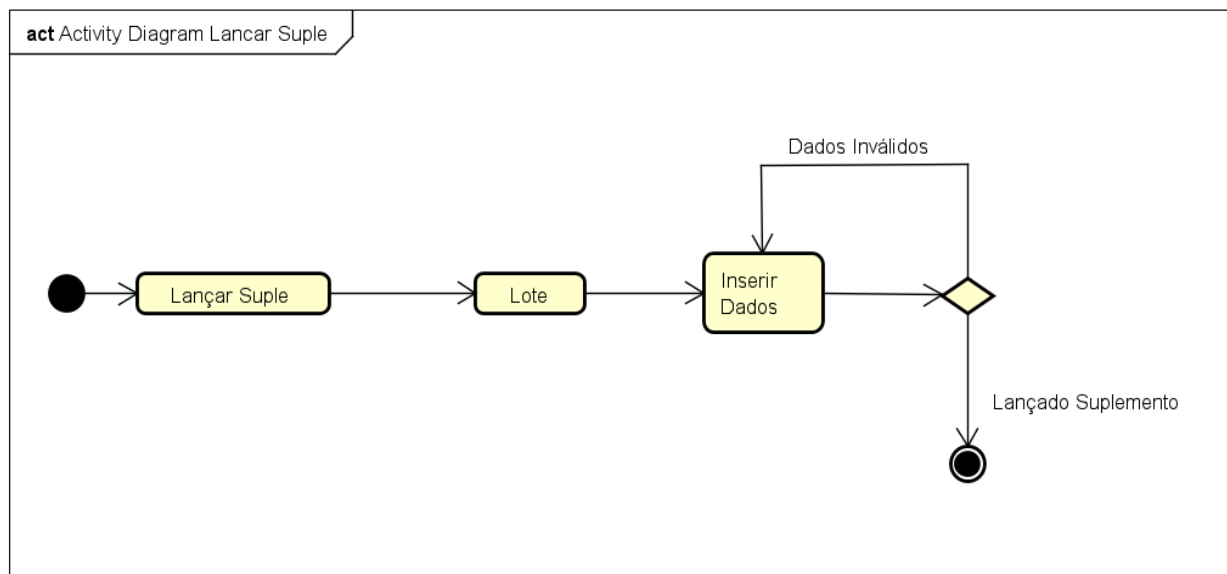 act Activity Diagram Lancar Suple
Dados Inválidos
Lançar Suple
Lote
Inserir
Dados
Lançado Suplemento